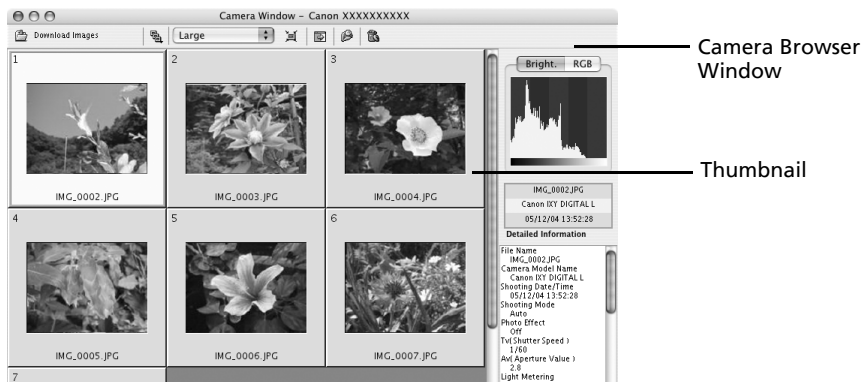 Camera Window - Canon XXXXXXXXXX
Download Images
Large
Camera Browser
Window
Bright. RGB
Thumbnail
1
2
3
IMG_0002.JPG
IMG_0003.JPG
IMG_0004.JPG
4
5
6
IMG_0005.JPG
IMG_0006.JPG
IMG_0007.JPG
7
IMG_0002.JPG
Canon IXY DIGITAL L
05/12/04 13:52:28
Detailed Information
File Name
IMG_0002.JPG
Camera Model Name
Canon IXY DIGITAL L
Shooting Date/Time
05/12/04 13:52:28
Shooting Mode
Auto
Photo Effect
Off
Tv( Shutter Speed )
1/60
Av( Aperture Value )
2.8
Light Metering